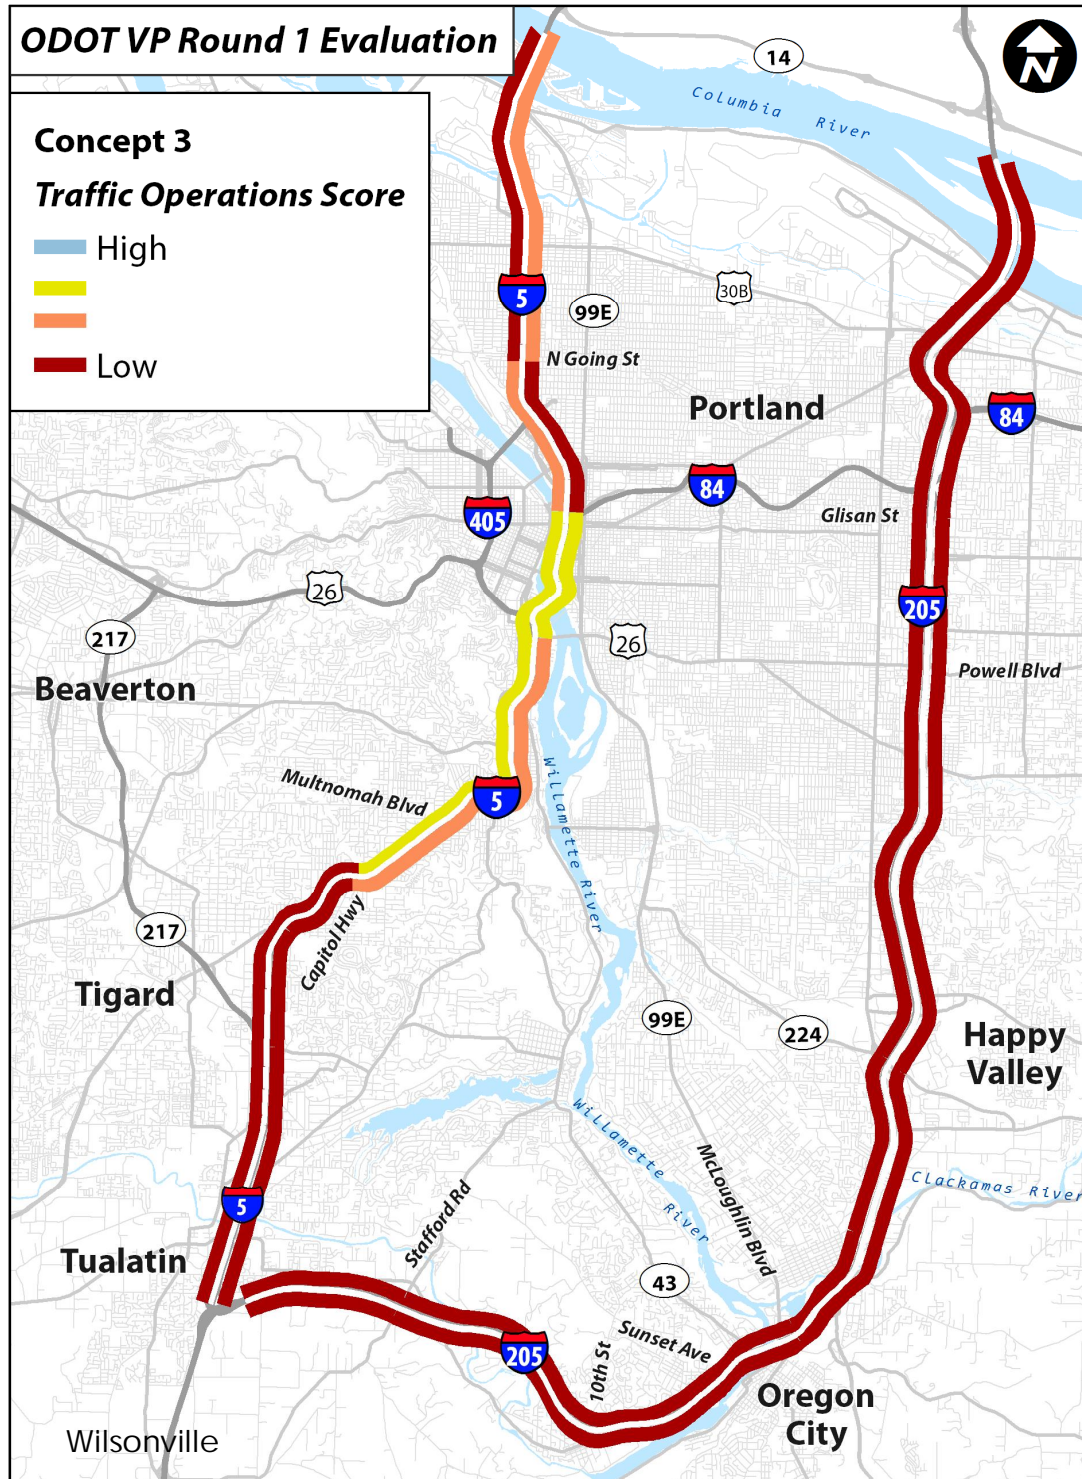 ODOT VP Round 1 Evaluation
N
Concept 3
Traffic Operations Score
High
Low
14
Columbia River
5
99E
30B
N Going St
Portland
84
84
405
Glisan St
26
205
217
26
Powell Blvd
Beaverton
Multnomah Blvd
5
Willamette River
Capitol Hwy
217
Tigard
99E
224
Happy
Valley
Willamette River
McLoughlin Blvd
Clackamas River
5
Stafford Rd
Tualatin
43
205
Sunset Ave
10th St
Oregon
City
Wilsonville